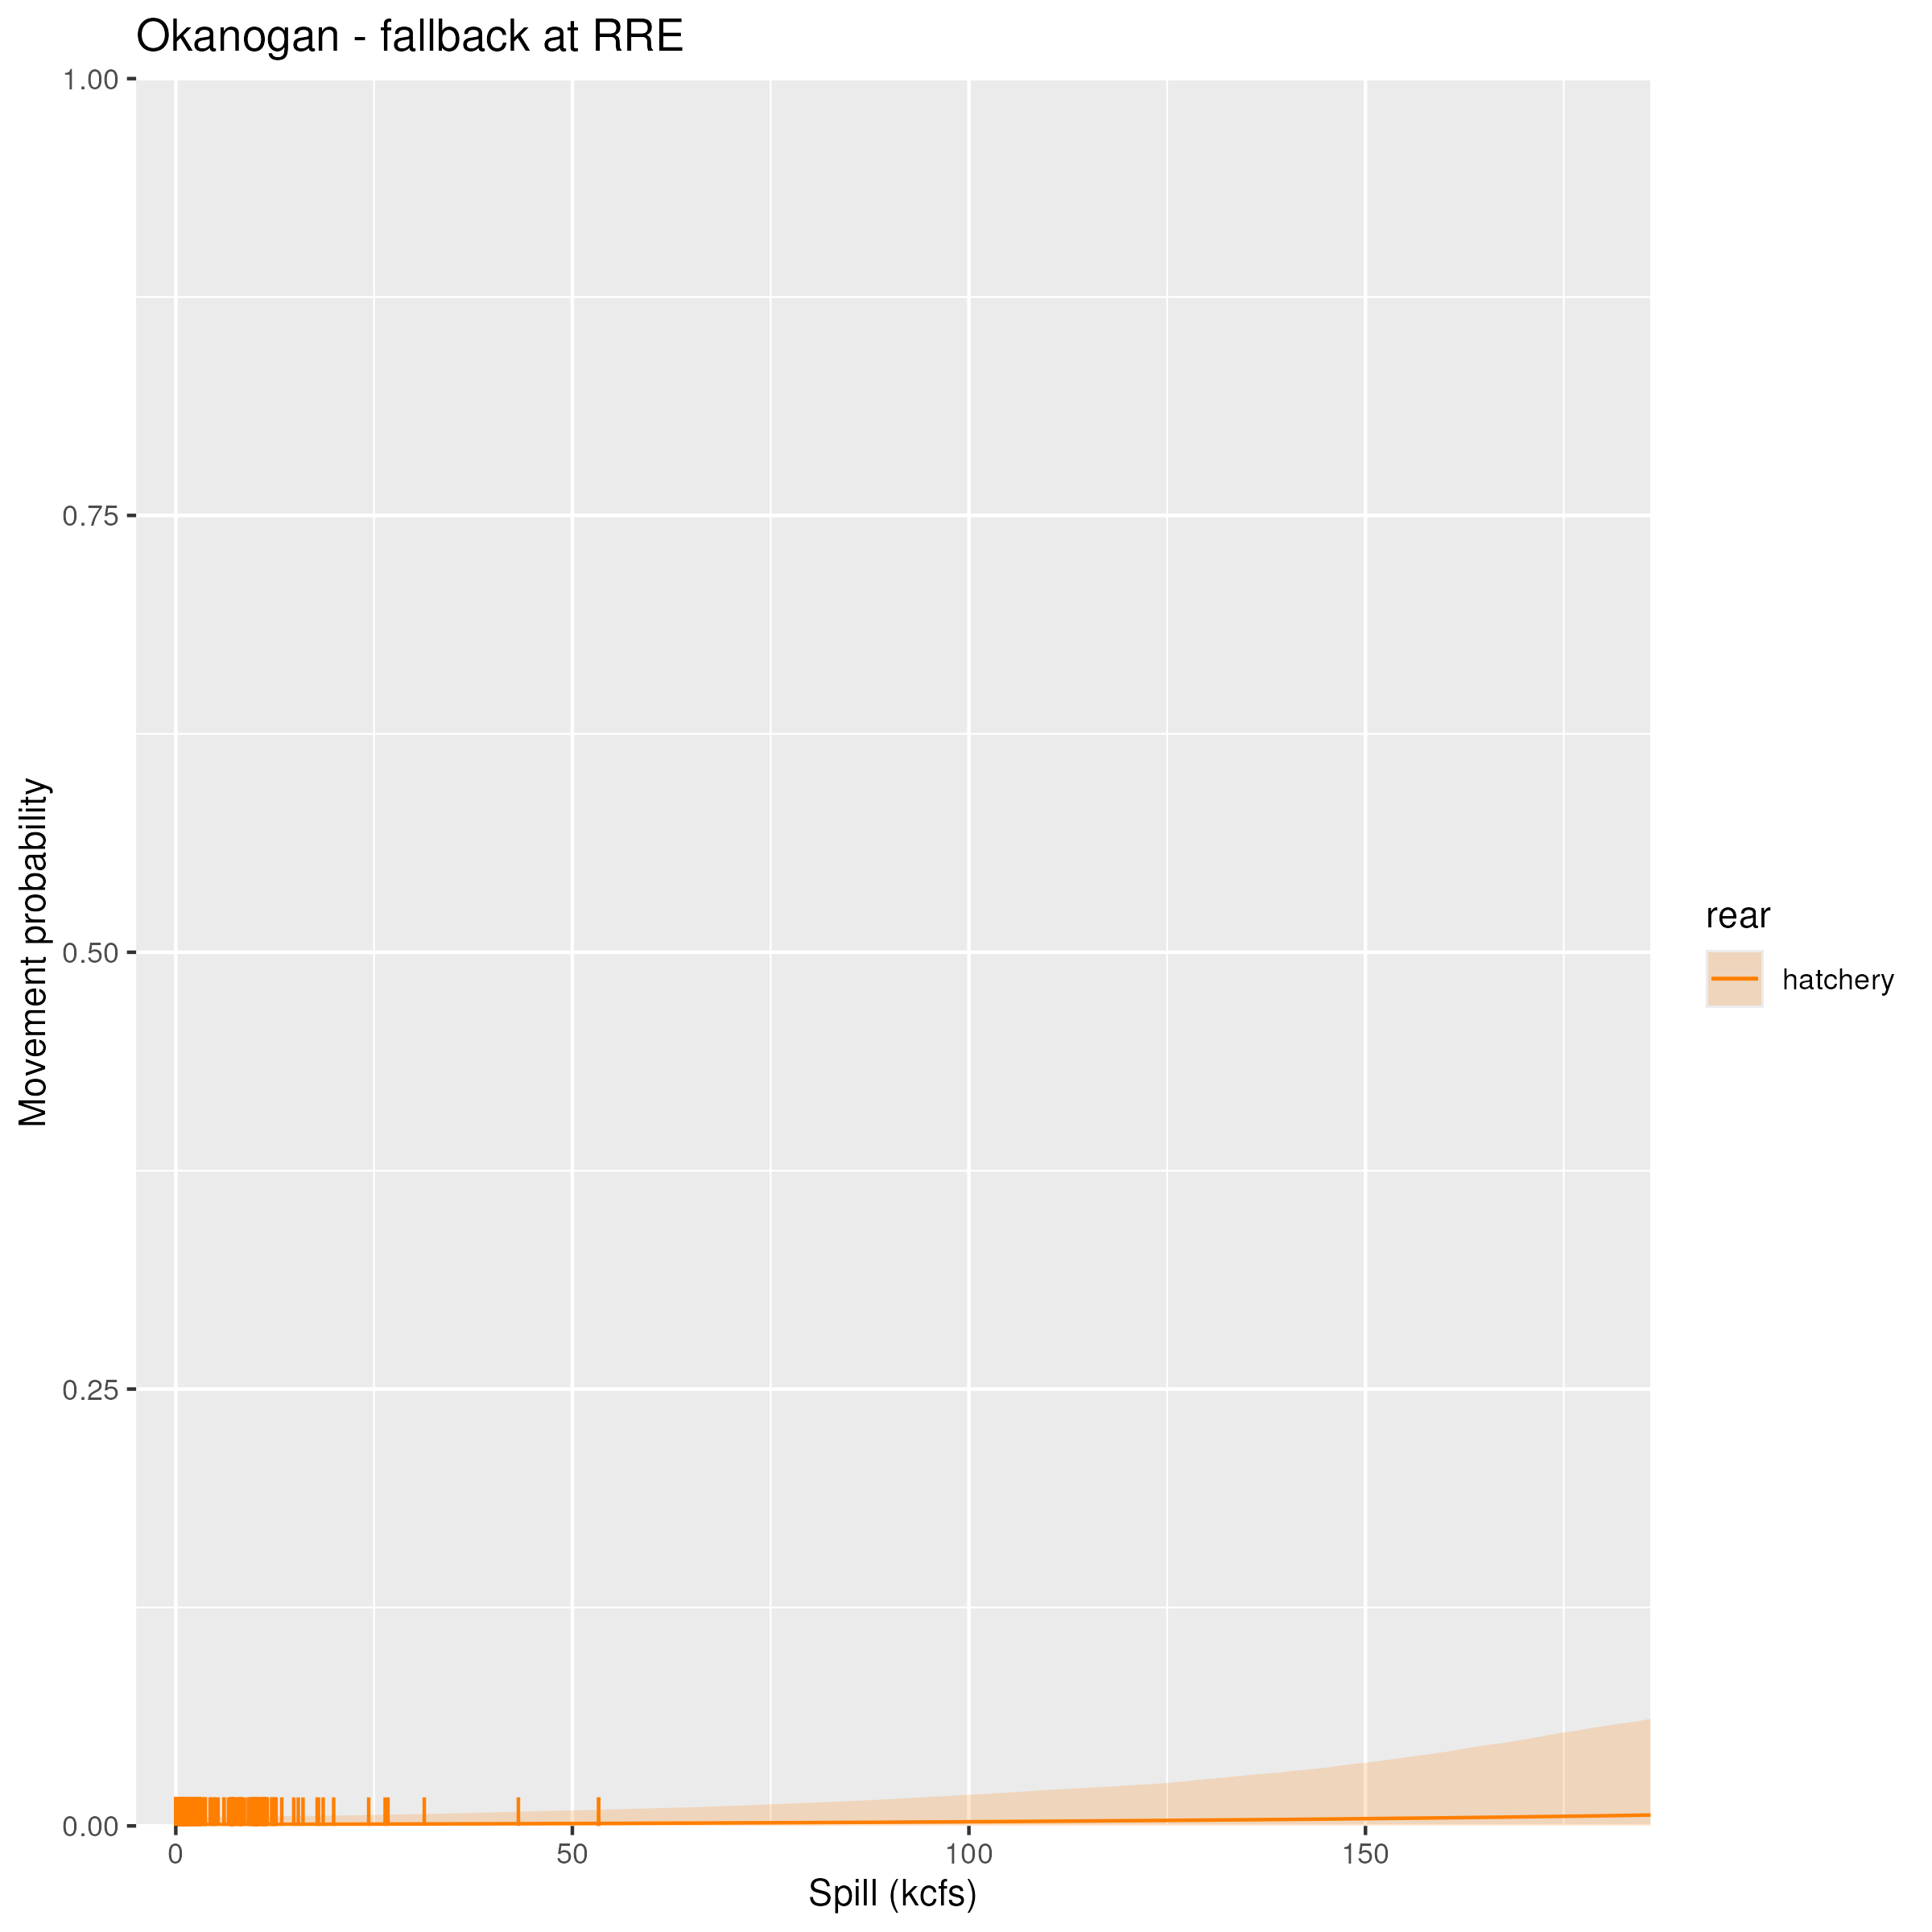 Okanogan - fallback at RRE
1.00
0.75
0.50
0.25
0.00
Movement probability
0
50
100
150
Spill (kcfs)
rear
hatchery